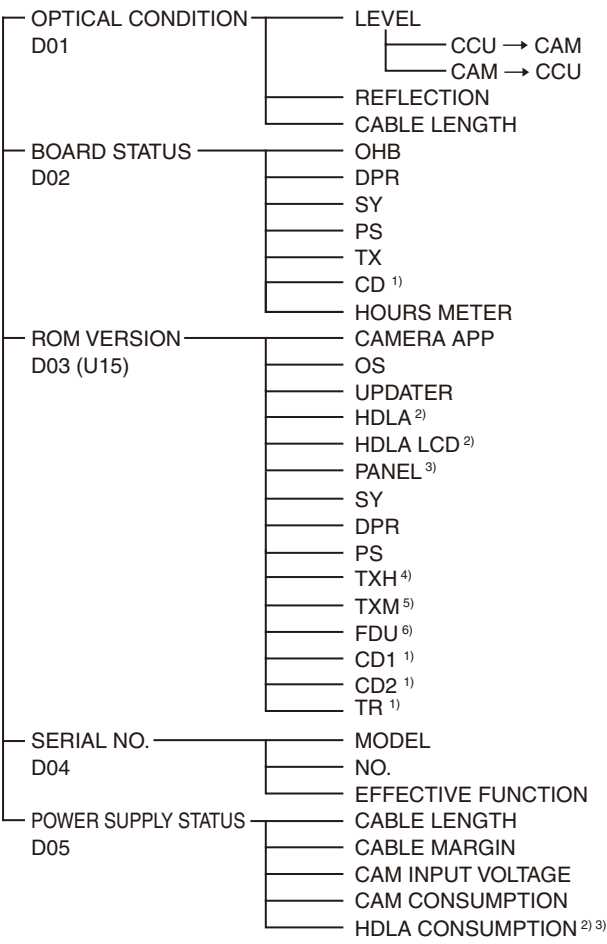 OPTICAL CONDITION
D01
LEVEL
CCU → CAM
CAM → CCU
REFLECTION
CABLE LENGTH
BOARD STATUS
D02
OHB
DPR
SY
PS
TX
CD 1)
HOURS METER
ROM VERSION
D03 (U15)
CAMERA APP
OS
UPDATER
HDLA 2)
HDLA LCD 2)
PANEL 3)
SY
DPR
PS
TXH 4)
TXM 5)
FDU 6)
CD1 1)
CD2 1)
TR 1)
SERIAL NO.
D04
MODEL
NO.
EFFECTIVE FUNCTION
POWER SUPPLY STATUS
D05
CABLE LENGTH
CABLE MARGIN
CAM INPUT VOLTAGE
CAM CONSUMPTION
HDLA CONSUMPTION 2) 3)